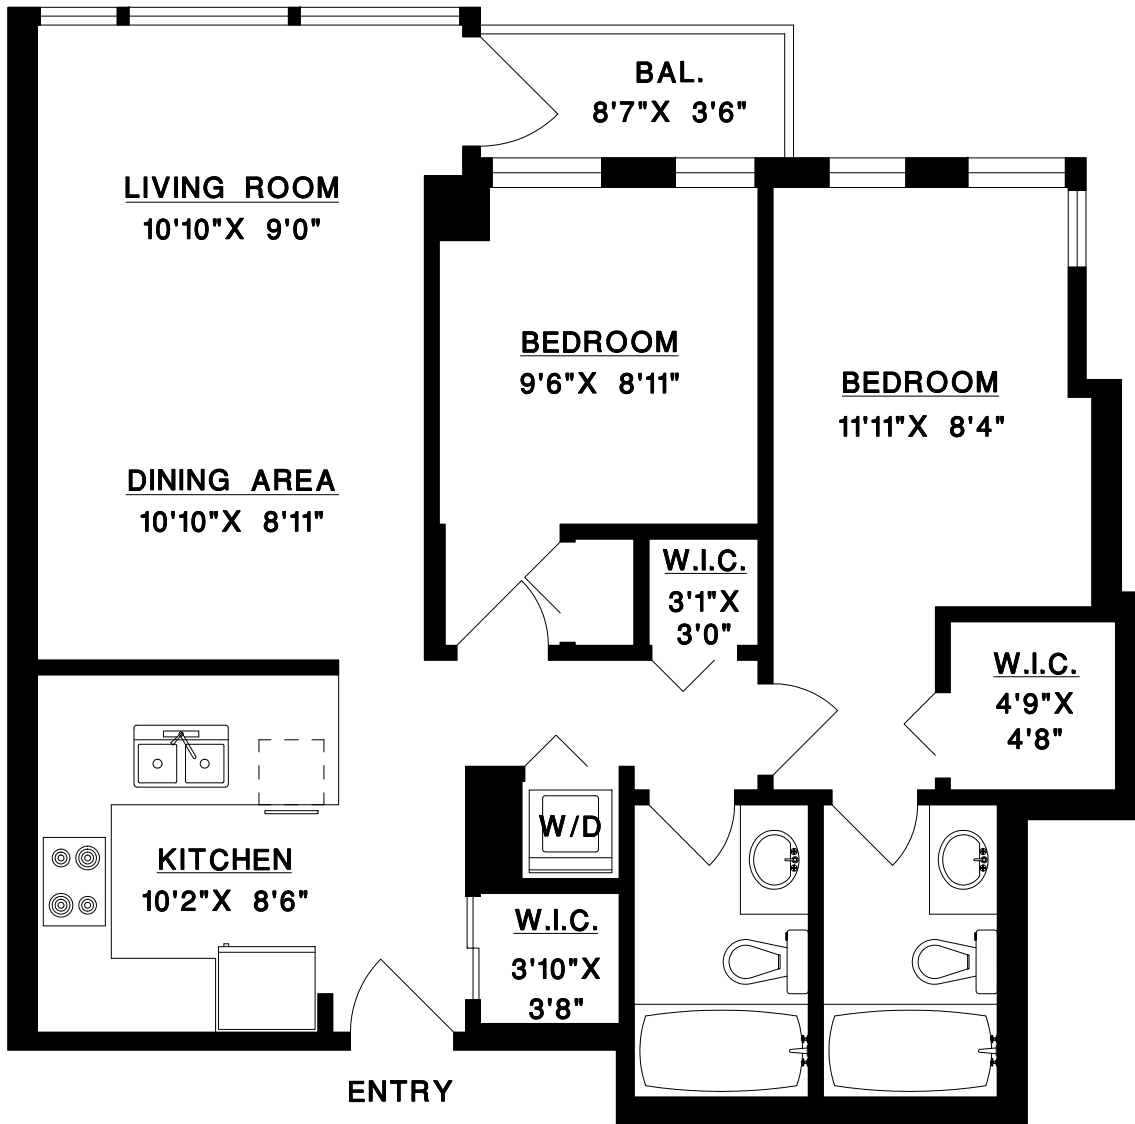 BAL.
8'7"X 3'6"
LIVING ROOM
10'10"X 9'0"
BEDROOM
9'6"X 8'11"
BEDROOM
11'11"X 8'4"
DINING AREA
10'10"X 8'11"
W.I.C.
3'1"X
3'0"
W.I.C.
4'9"X
4'8"
W/D
KITCHEN
10'2"X 8'6"
W.I.C.
3'10"X
3'8"
ENTRY